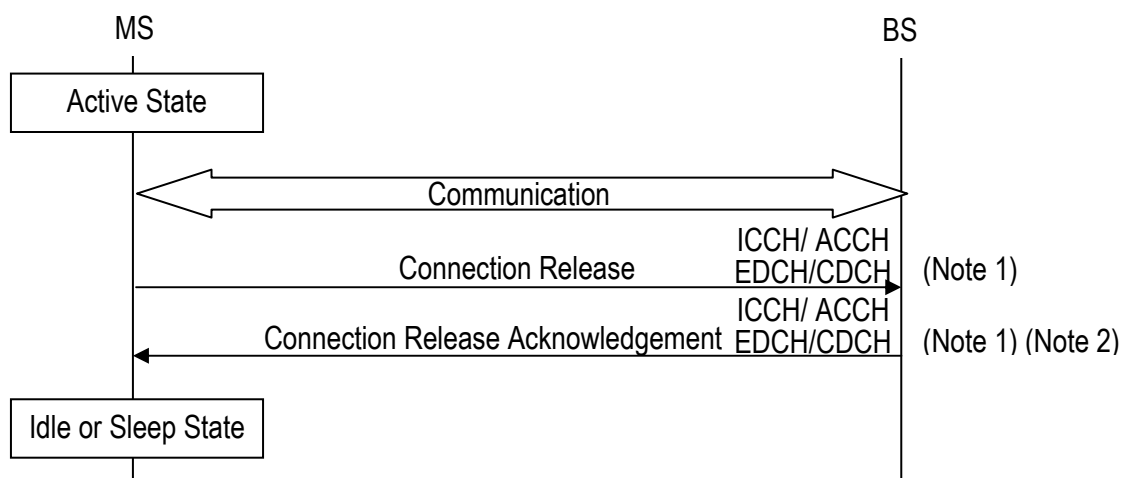 MS
BS
Active State
Communication
ICCH/ ACCH
Connection Release EDCH/CDCH (Note 1)
ICCH/ ACCH
Connection Release Acknowledgement EDCH/CDCH (Note 1) (Note 2)
Idle or Sleep State